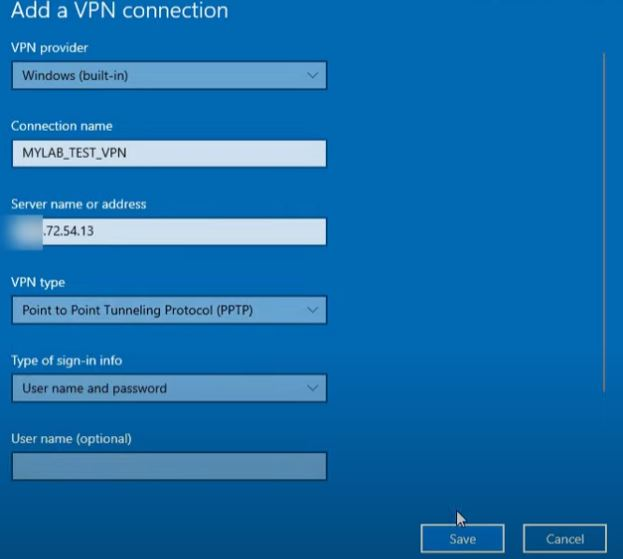 Add a VPN connection
VPN provider
Windows (built-in)
Connection name
MYLAB_TEST_VPN
Server name or address
.72.54.13
VPN type
Point to Point Tunneling Protocol (PPTP)
Type of sign-in info
User name and password
User name (optional)
Save
Cancel